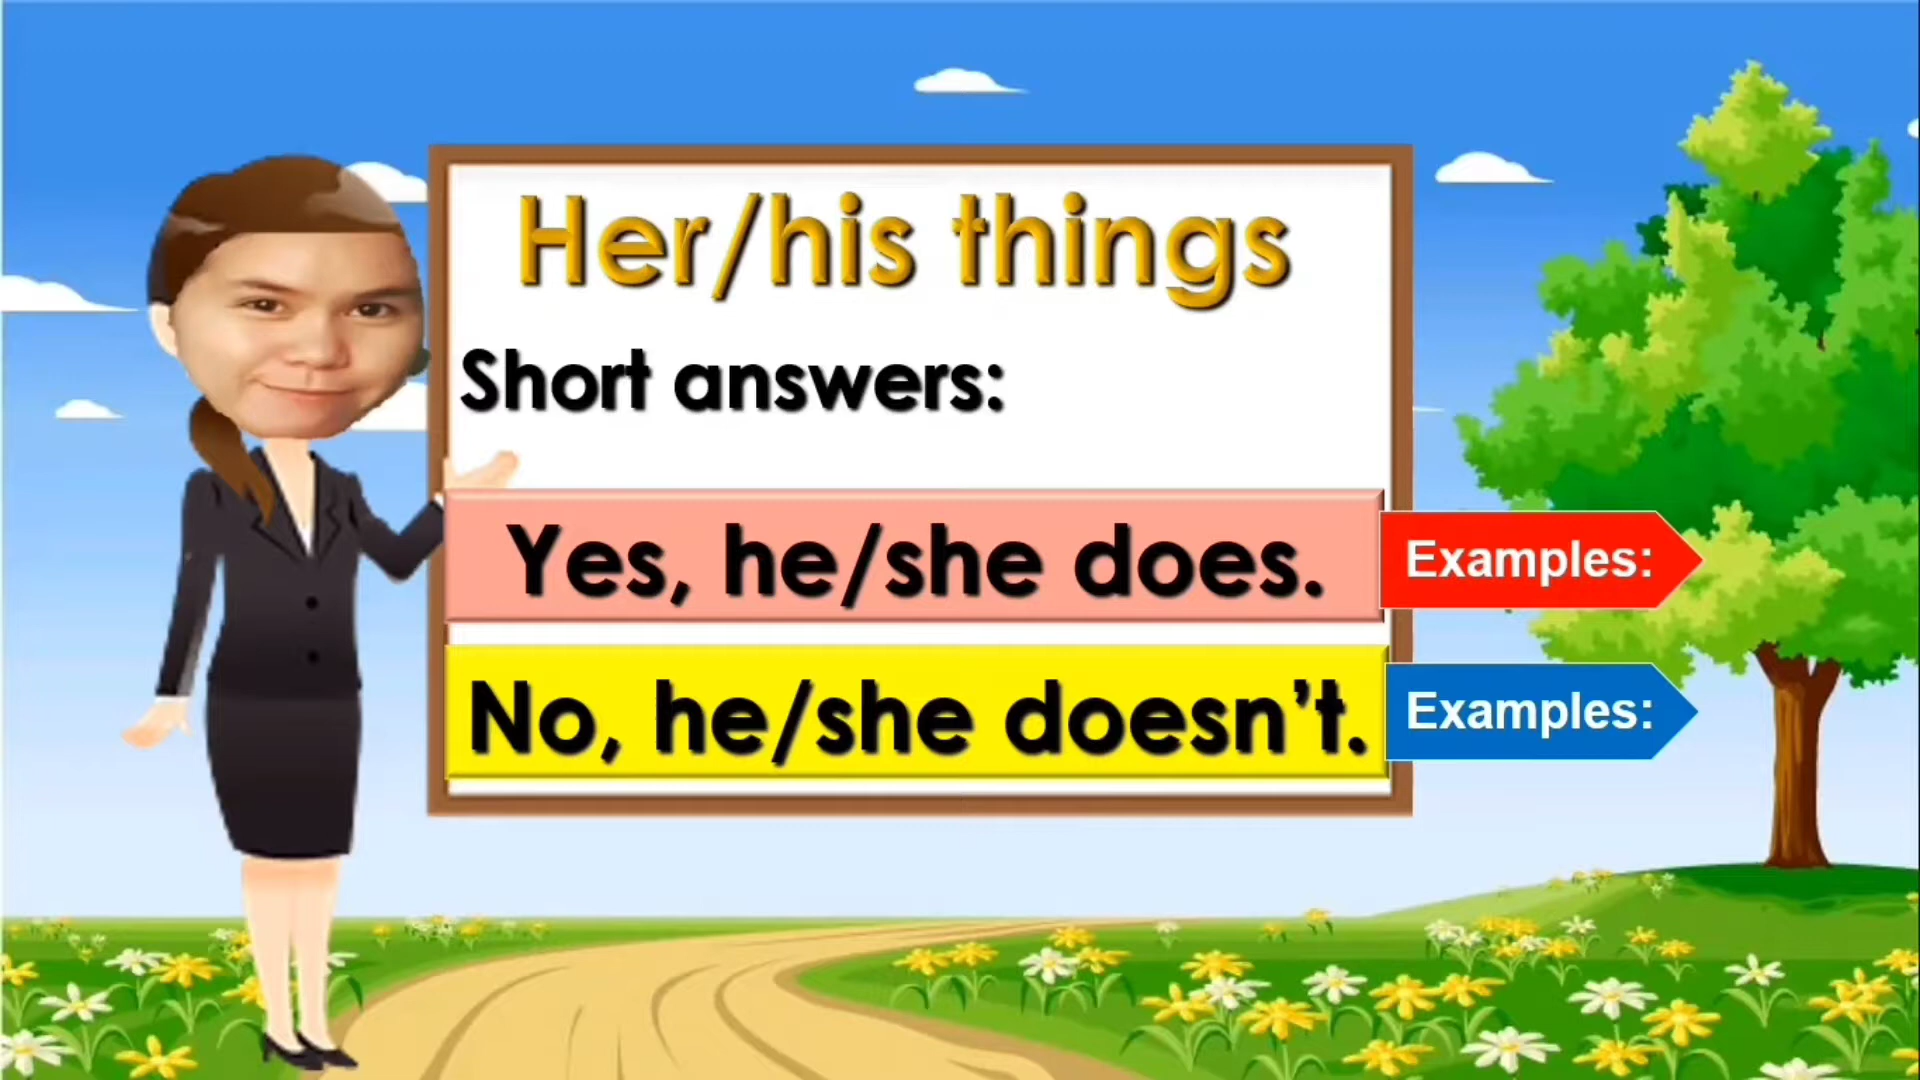 Her/his things
Short answers:
Yes, he/she does.
Examples:
No, he/she doesn’t.
Examples: